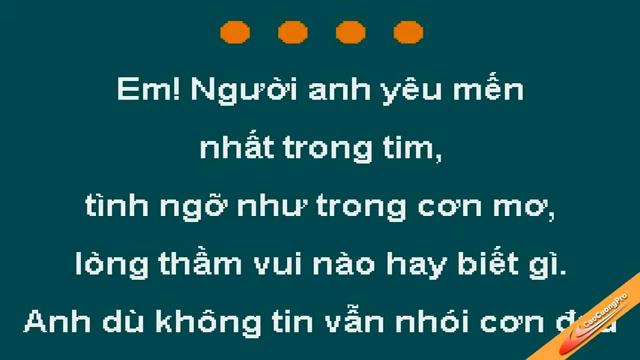 Em! Người anh yêu mến
nhất trong tim,
tình ngỡ như trong cơn mơ,
lòng thầm vui nào hay biết gì.
Anh dù không tin vẫn nhói cơn
CaoCuongPro